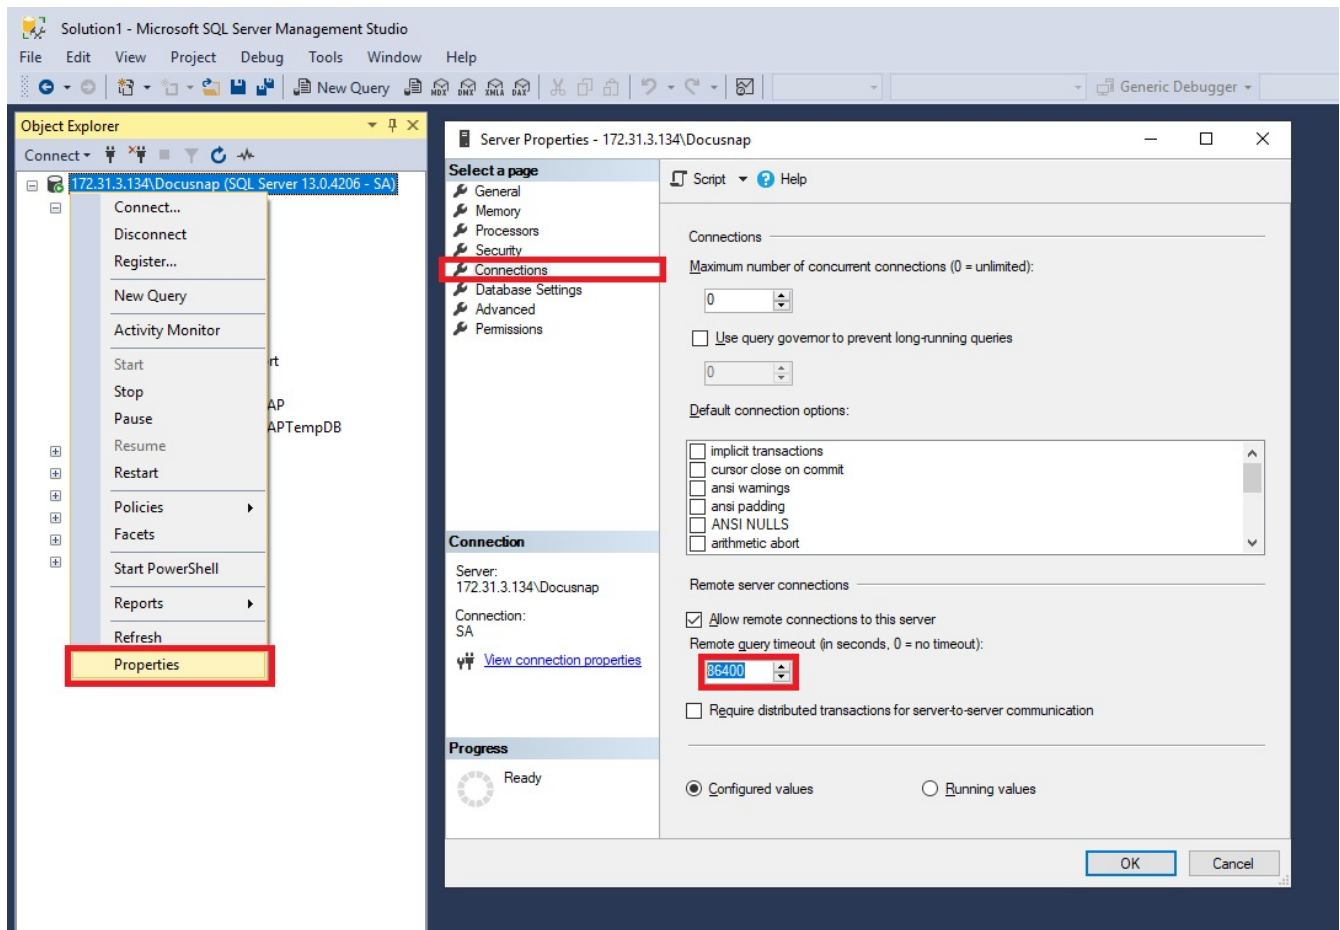 Solution1 - Microsoft SQL Server Management Studio
File Edit View Project Debug Tools Window Help
New Query MDX DMX XMLA DAX Generic Debugger
Object Explorer
Connect
172.31.3.134\Docusnap (SQL Server 13.0.4206 - SA)
Connect...
Disconnect
Register...
New Query
Activity Monitor
Start
rt
Stop
AP
Pause
APTempDB
Resume
Restart
Policies
Facets
Start PowerShell
Reports
Refresh
Properties
Server Properties - 172.31.3.134\Docusnap
Select a page
General
Memory
Processors
Security
Connections
Database Settings
Advanced
Permissions
Connection
Server:
172.31.3.134\Docusnap
Connection:
SA
View connection properties
Progress
Ready
Script Help
Connections
Maximum number of concurrent connections (0 = unlimited):
0
Use query governor to prevent long-running queries
0
Default connection options:
implicit transactions
cursor close on commit
ansi warnings
ansi padding
ANSI NULLS
arithmetic abort
Remote server connections
Allow remote connections to this server
Remote query timeout (in seconds, 0 = no timeout):
86400
Require distributed transactions for server-to-server communication
Configured values Running values
OK Cancel